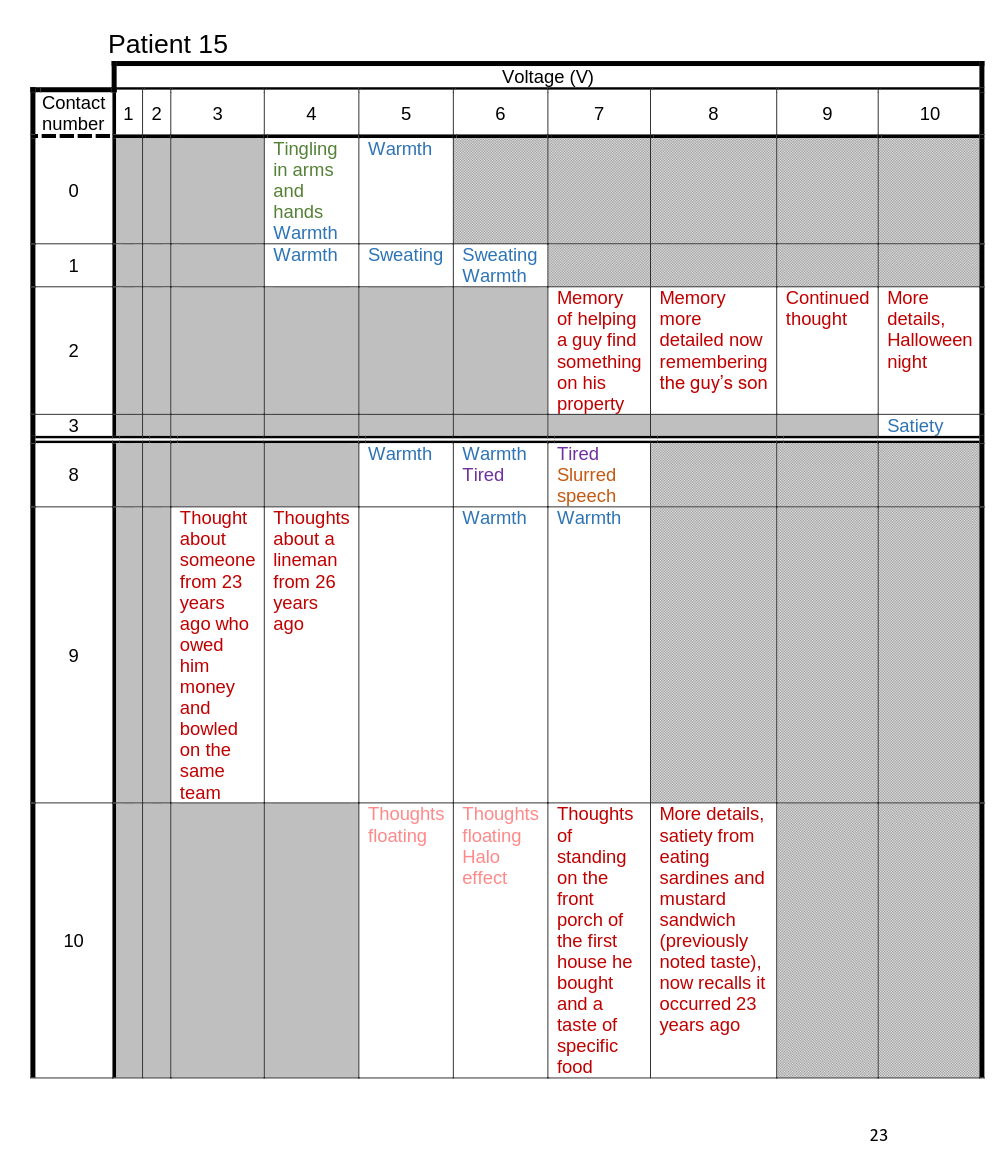 Patient 15
Voltage (V)
Contact
number
1 2 3 4 5 6 7 8 9 10
0
Tingling
in arms
and
hands
Warmth
Warmth
1
Warmth
Sweating
Sweating
Warmth
2
Memory
of helping
a guy find
something
on his
property
Memory
more
detailed now
remembering
the guy's son
Continued
thought
More
details,
Halloween
night
3
Satiety
8
Warmth
Warmth
Tired
Tired
Slurred
speech
9
Thought
about
someone
from 23
years
ago who
owed
him
money
and
bowled
on the
same
team
Thoughts
about a
lineman
from 26
years
ago
Warmth
Warmth
10
Thoughts
floating
Thoughts
floating
Halo
effect
Thoughts
of
standing
on the
front
porch of
the first
house he
bought
and a
taste of
specific
food
More details,
satiety from
eating
sardines and
mustard
sandwich
(previously
noted taste),
now recalls it
occurred 23
years ago
23